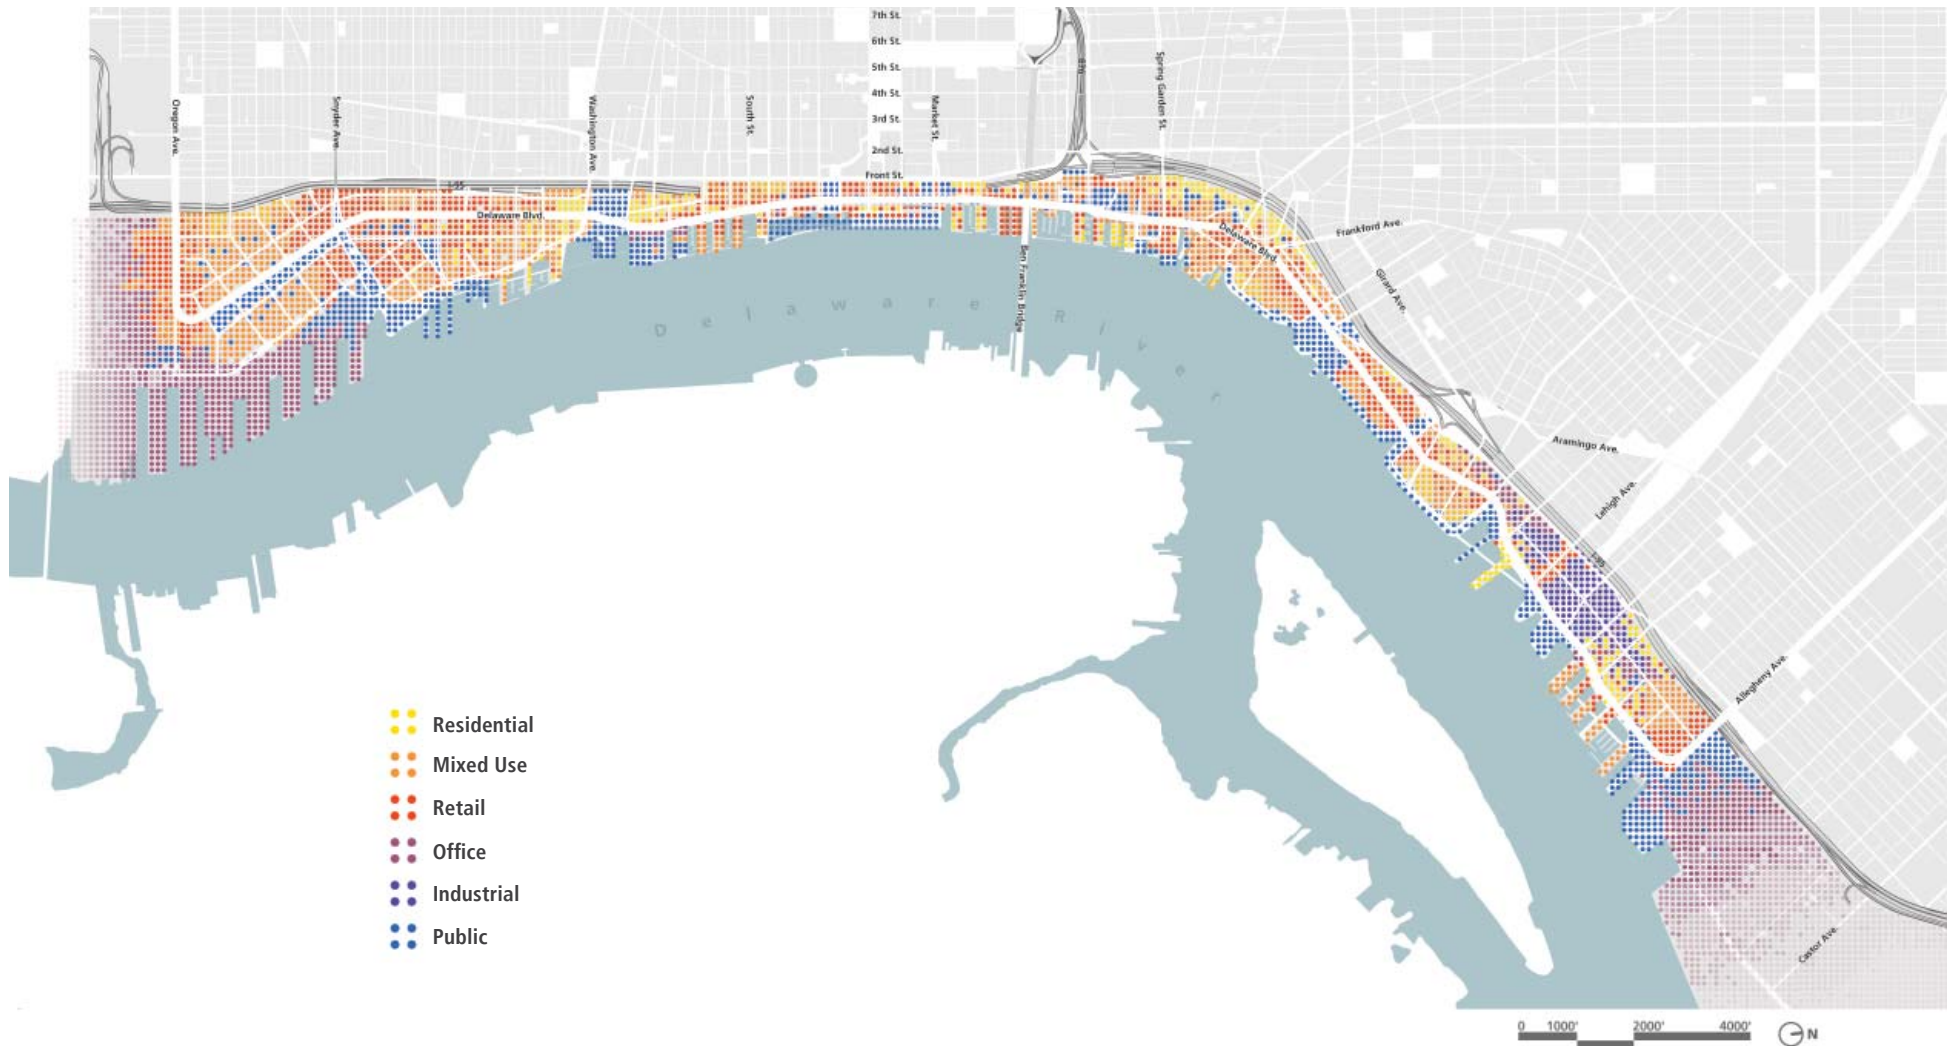 7th St.
6th St.
5th St.
4th St.
3rd St.
2nd St.
Front St.
Oregon Ave.
Snyder Ave.
Washington Ave.
South St.
Market St.
676
Spring Garden St.
I-95
Delaware Blvd.
Delaware Blvd.
Frankford Ave.
Girard Ave.
Ben Franklin Bridge
Delaware River
Aramingo Ave.
Lehigh Ave.
I-95
Allegheny Ave.
Castor Ave.
Residential
Mixed Use
Retail
Office
Industrial
Public
0 1000' 2000' 4000'
N